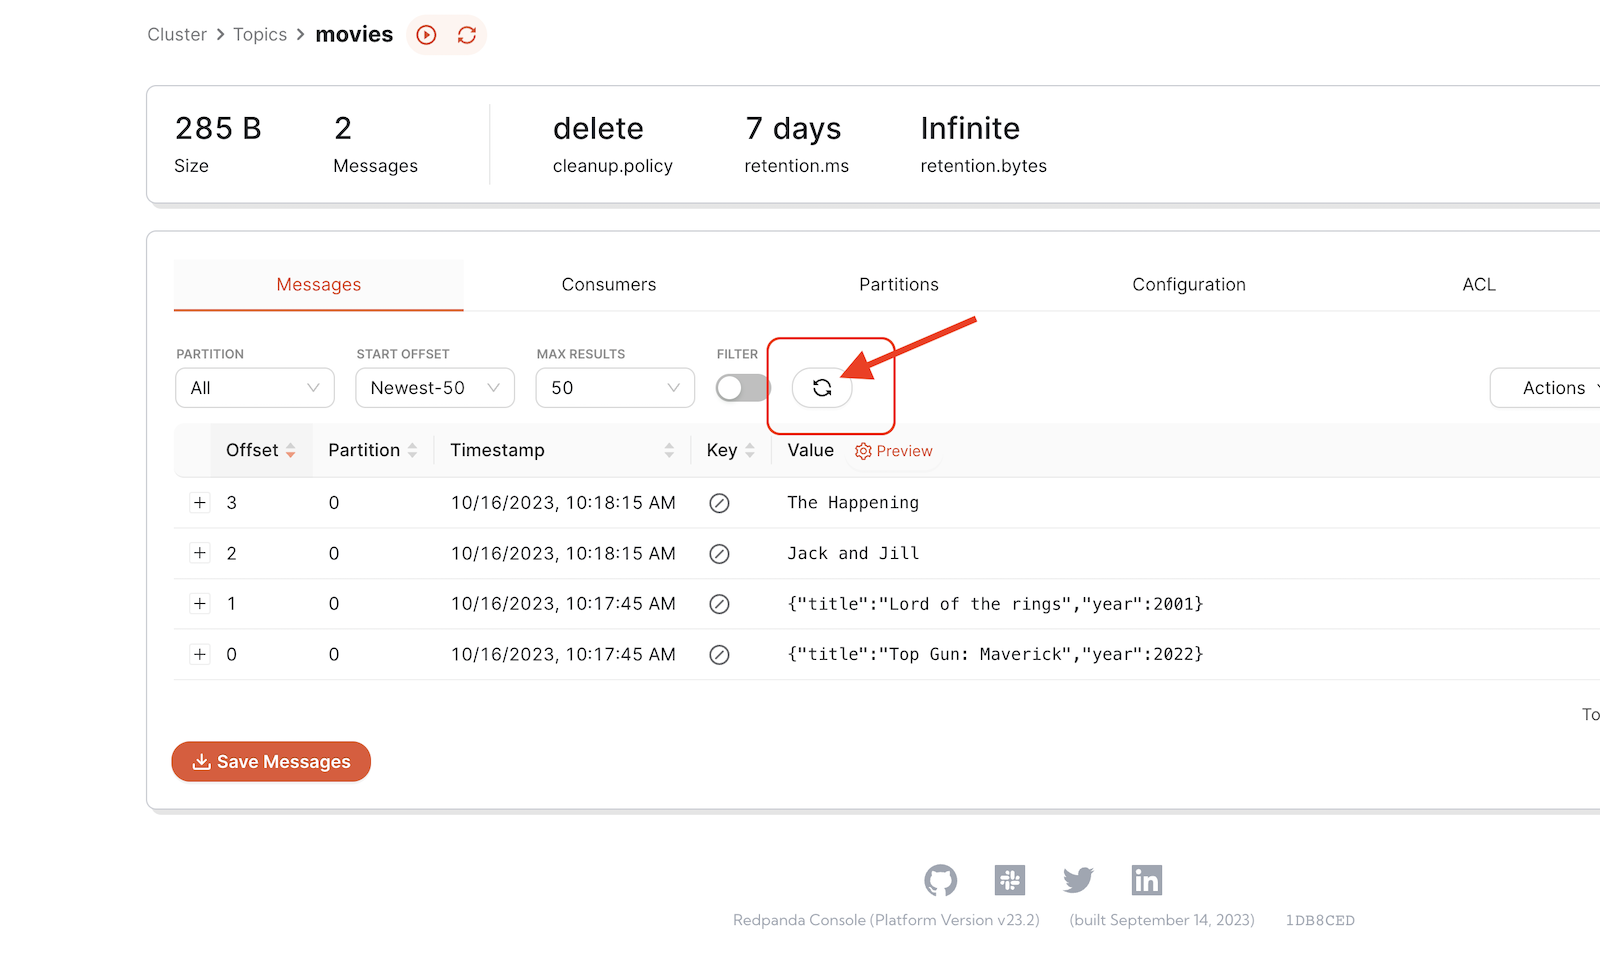 Cluster > Topics > movies
285 B 2 delete 7 days Infinite
Size Messages cleanup.policy retention.ms retention.bytes
Messages Consumers Partitions Configuration ACL
PARTITION START OFFSET MAX RESULTS FILTER
All Newest-50 50 Actions
Offset Partition Timestamp Key Value Preview
3 0 10/16/2023, 10:18:15 AM The Happening
2 0 10/16/2023, 10:18:15 AM Jack and Jill
1 0 10/16/2023, 10:17:45 AM {"title":"Lord of the rings","year":2001}
0 0 10/16/2023, 10:17:45 AM {"title":"Top Gun: Maverick","year":2022}
Save Messages
Redpanda Console (Platform Version v23.2) (built September 14, 2023) 1DB8CED